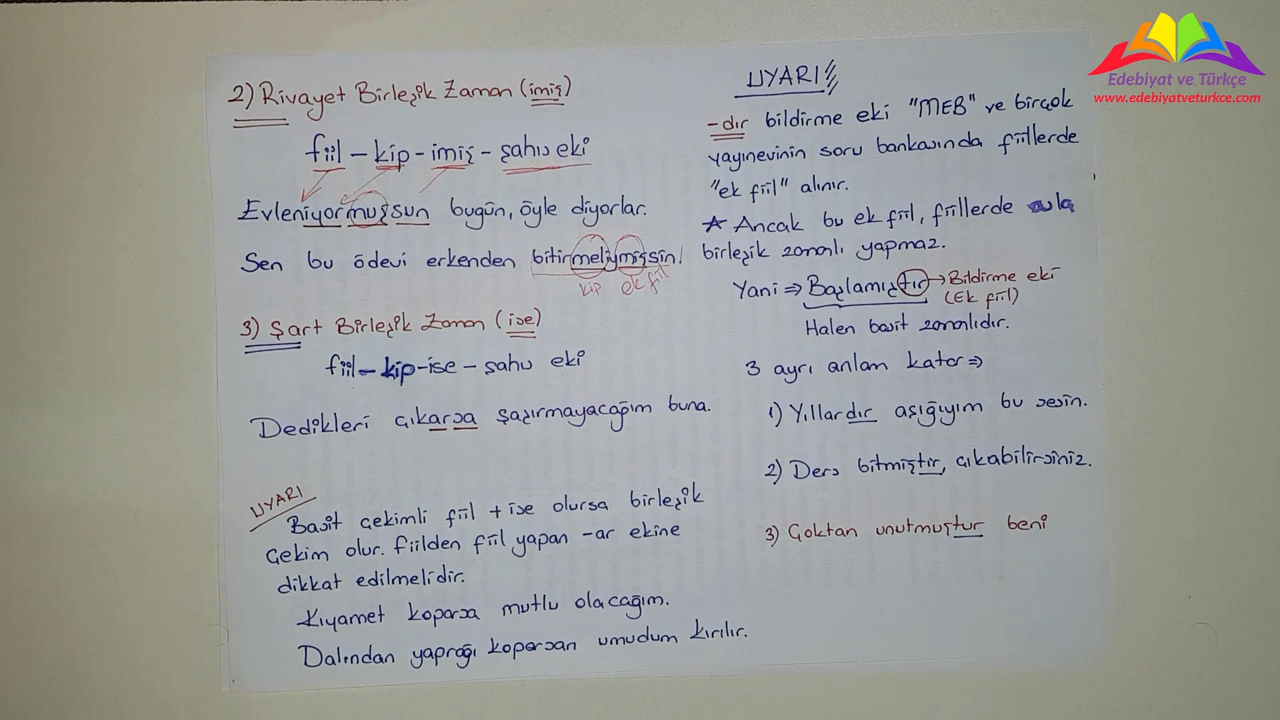 2) Rivayet Birleşik Zaman (imiş)
fiil – kip – imiş – şahıs eki
Evleniyormuşsun bugün, öyle diyorlar.
Sen bu ödevi erkenden bitirmeliymişsin!
kip ek fiil
3) Şart Birleşik Zaman (ise)
fiil – kip – ise – şahıs eki
Dedikleri çıkarsa şaşırmayacağım buna.
UYARI
Basit çekimli fiil + ise olursa birleşik
çekim olur. Fiilden fiil yapan -ar ekine
dikkat edilmelidir.
Kıyamet koparsa mutlu olacağım.
Dalından yaprağı koparsan umudum kırılır.
UYARI
-dır bildirme eki "MEB" ve birçok
yayınevinin soru bankasında fiillerde
"ek fiil" alınır.
* Ancak bu ek fiil, fiillerde
birleşik zamanlı yapmaz.
Yani ⇒ Başlamıştır → Bildirme eki
(Ek fiil)
Halen basit zamanlıdır.
3 ayrı anlam katar ⇒
1) Yıllardır aşığıyım bu sesin.
2) Ders bitmiştir, çıkabilirsiniz.
3) Çoktan unutmuştur beni
Edebiyat ve Türkçe
www.edebiyatveturkce.com